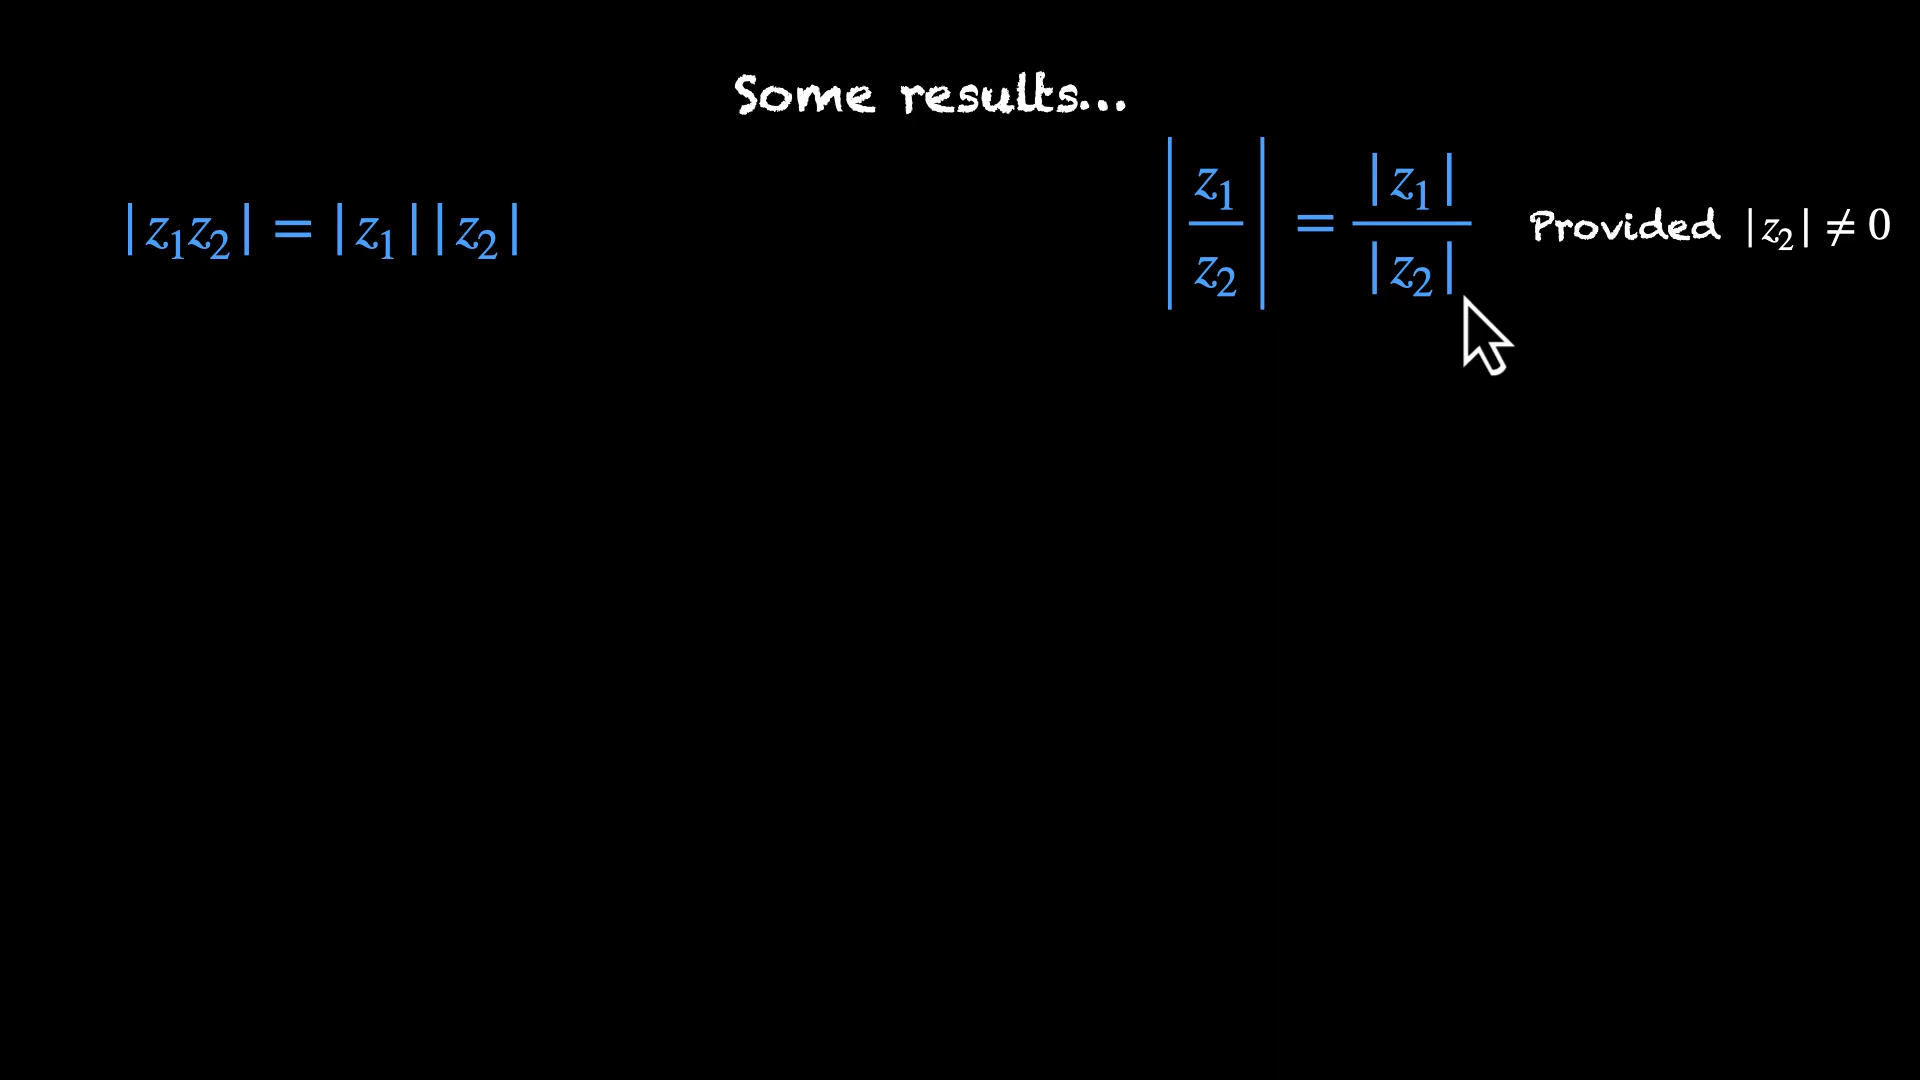 Some results...
|z₁z₂| = |z₁||z₂|
|z₁/z₂| = |z₁|/|z₂| Provided |z₂| ≠ 0